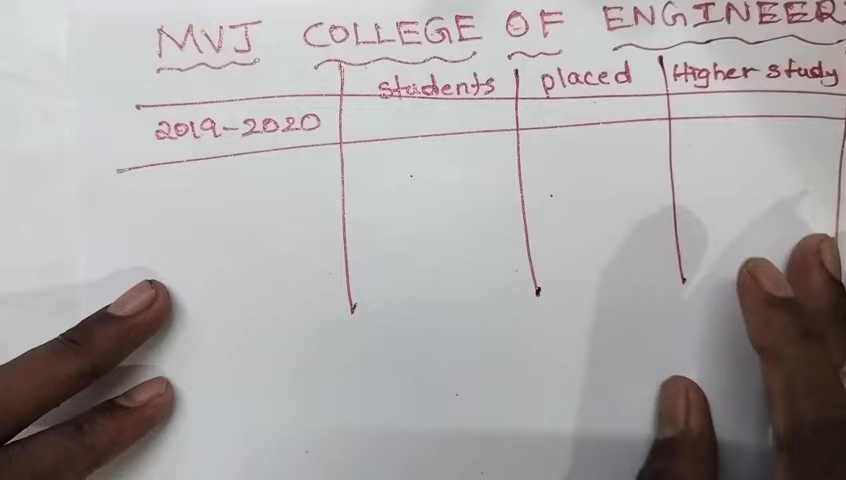 MVJ COLLEGE OF ENGINEER
students placed Higher study
2019-2020